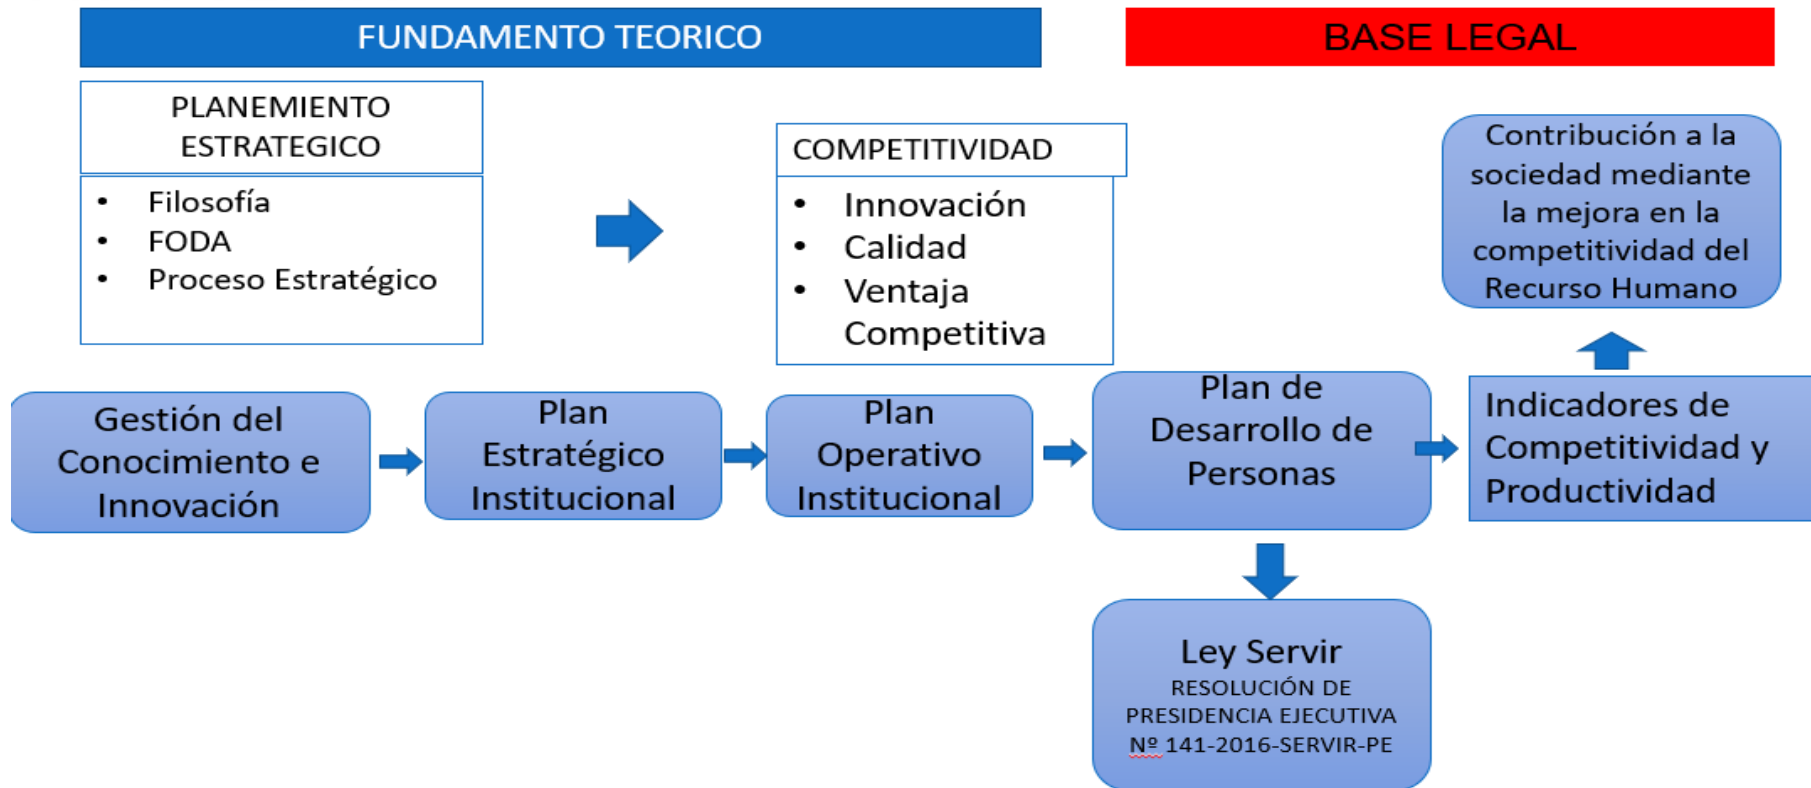 FUNDAMENTO TEORICO
BASE LEGAL
PLANEMIENTO
ESTRATEGICO
• Filosofía
• FODA
• Proceso Estratégico
COMPETITIVIDAD
• Innovación
• Calidad
• Ventaja
Competitiva
Contribución a la
sociedad mediante
la mejora en la
competitividad del
Recurso Humano
Gestión del
Conocimiento e
Innovación
Plan
Estratégico
Institucional
Plan
Operativo
Institucional
Plan de
Desarrollo de
Personas
Indicadores de
Competitividad y
Productividad
Ley Servir
RESOLUCIÓN DE
PRESIDENCIA EJECUTIVA
Nº 141-2016-SERVIR-PE